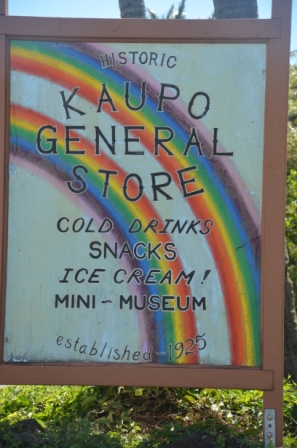 HISTORIC
KAUPO
GENERAL
STORE
COLD DRINKS
SNACKS
ICE CREAM!
MINI-MUSEUM
established-1925